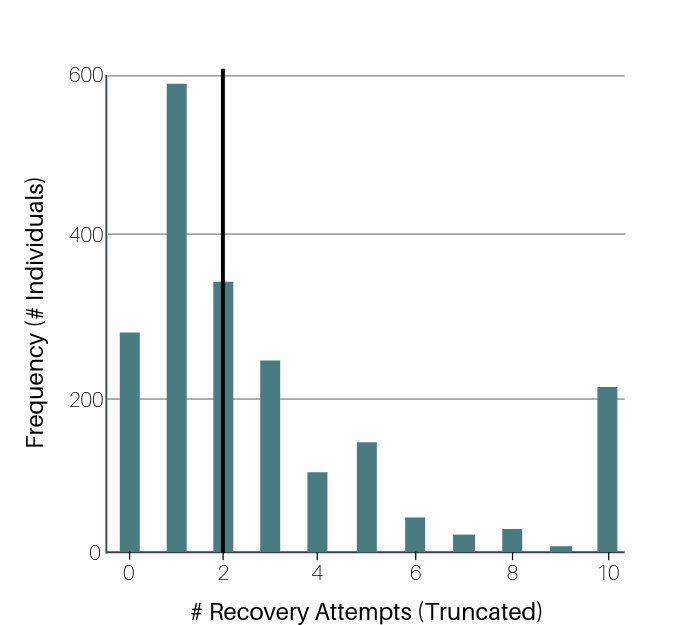 600
400
200
0
Frequency (# Individuals)
0 2 4 6 8 10
# Recovery Attempts (Truncated)